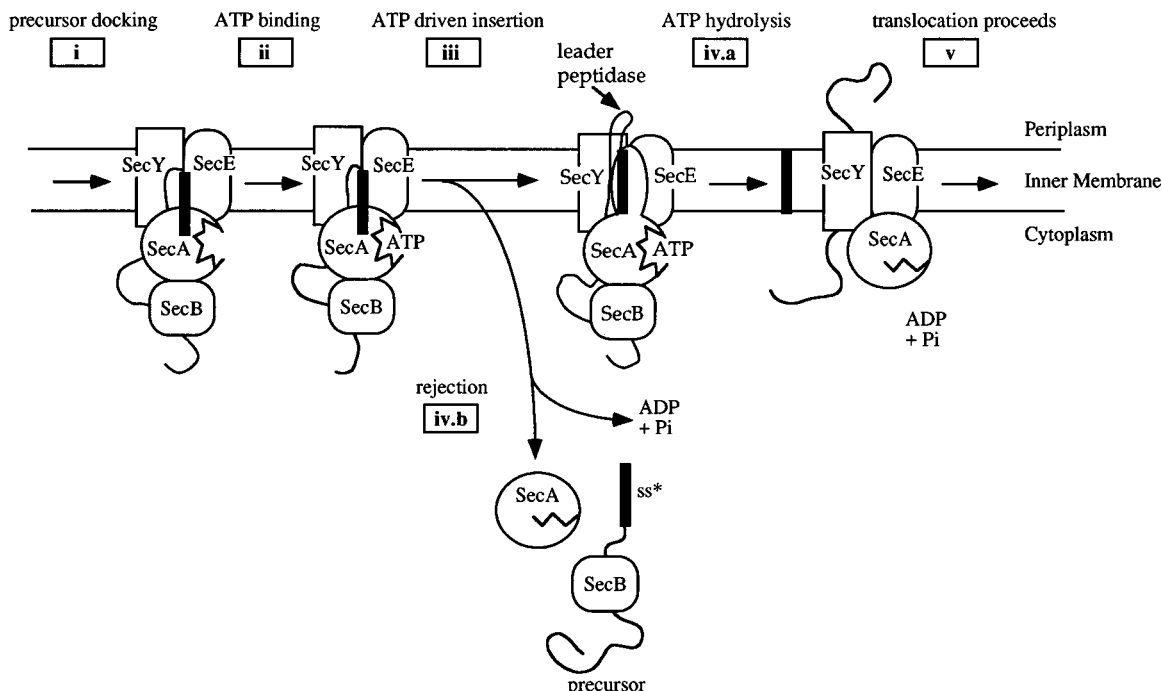 precursor docking
i
ATP binding
ii
ATP driven insertion
iii
ATP hydrolysis
iv.a
translocation proceeds
v
leader
peptidase
Periplasm
Inner Membrane
Cytoplasm
SecY
SecE
SecA
SecB
SecY
SecE
SecA
ATP
SecB
SecY
SecE
SecA
ATP
SecB
SecY
SecE
SecA
ADP
+ Pi
rejection
iv.b
ADP
+ Pi
SecA
ss*
SecB
precursor